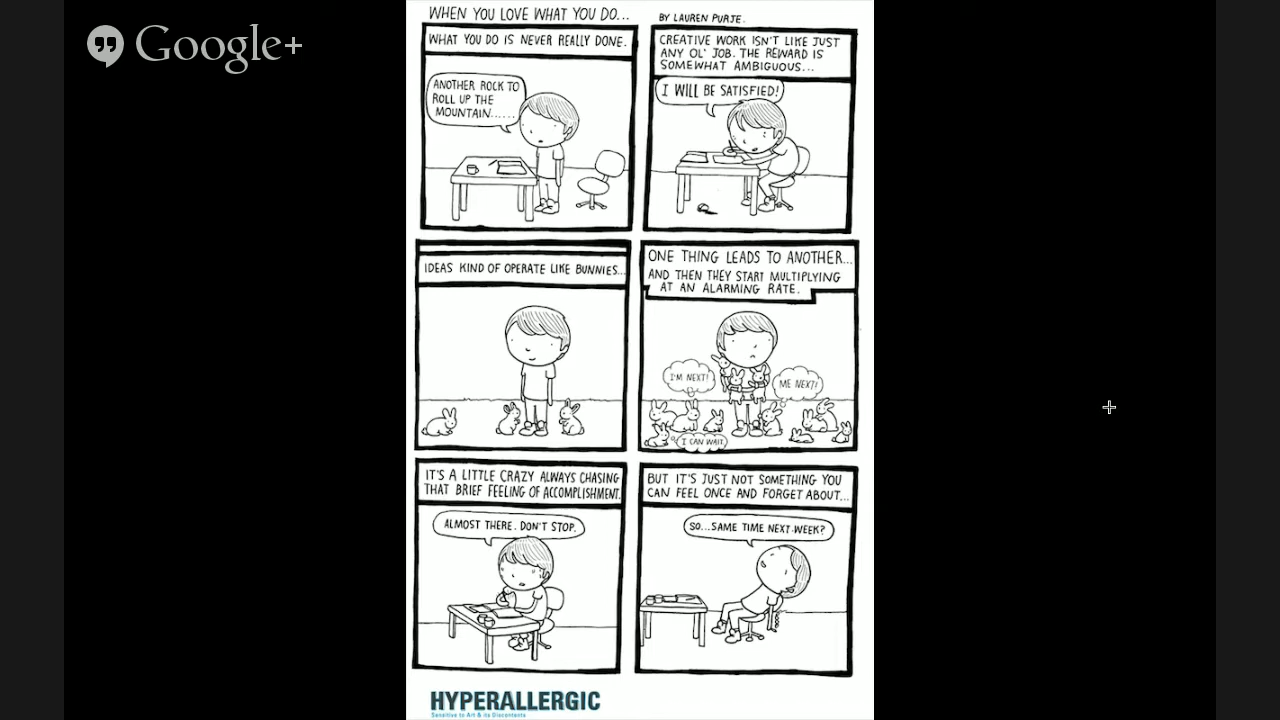 Google+
WHEN YOU LOVE WHAT YOU DO...
BY LAUREN PURJE.
WHAT YOU DO IS NEVER REALLY DONE.
ANOTHER ROCK TO
ROLL UP THE
MOUNTAIN......
CREATIVE WORK ISN'T LIKE JUST
ANY OL' JOB. THE REWARD IS
SOMEWHAT AMBIGUOUS...
I WILL BE SATISFIED!
IDEAS KIND OF OPERATE LIKE BUNNIES...
ONE THING LEADS TO ANOTHER...
AND THEN THEY START MULTIPLYING
AT AN ALARMING RATE.
I'M NEXT!
ME NEXT!
I CAN WAIT.
IT'S A LITTLE CRAZY ALWAYS CHASING
THAT BRIEF FEELING OF ACCOMPLISHMENT.
ALMOST THERE. DON'T STOP.
BUT IT'S JUST NOT SOMETHING YOU
CAN FEEL ONCE AND FORGET ABOUT...
SO...SAME TIME NEXT WEEK?
HYPERALLERGIC
Sensitive to Art & its Discontents